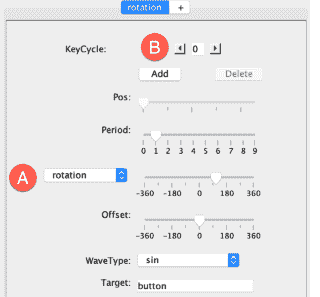 rotation +
KeyCycle: B 0
Add Delete
Pos:
Period:
0 1 2 3 4 5 6 7 8 9
A rotation
-360 -180 0 180 360
Offset:
-360 -180 0 180 360
WaveType: sin
Target: button